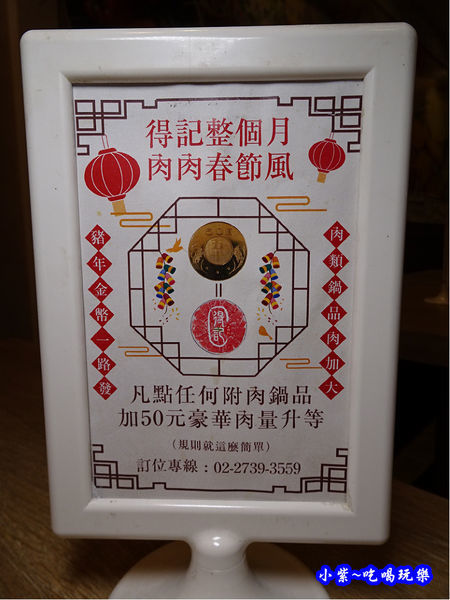 得記整個月
肉肉春節風
豬年金幣一路發
肉類鍋品肉加大
得記
凡點任何附肉鍋品
加50元豪華肉量升等
(規則就這麼簡單)
訂位專線：02-2739-3559
小紫~吃喝玩樂